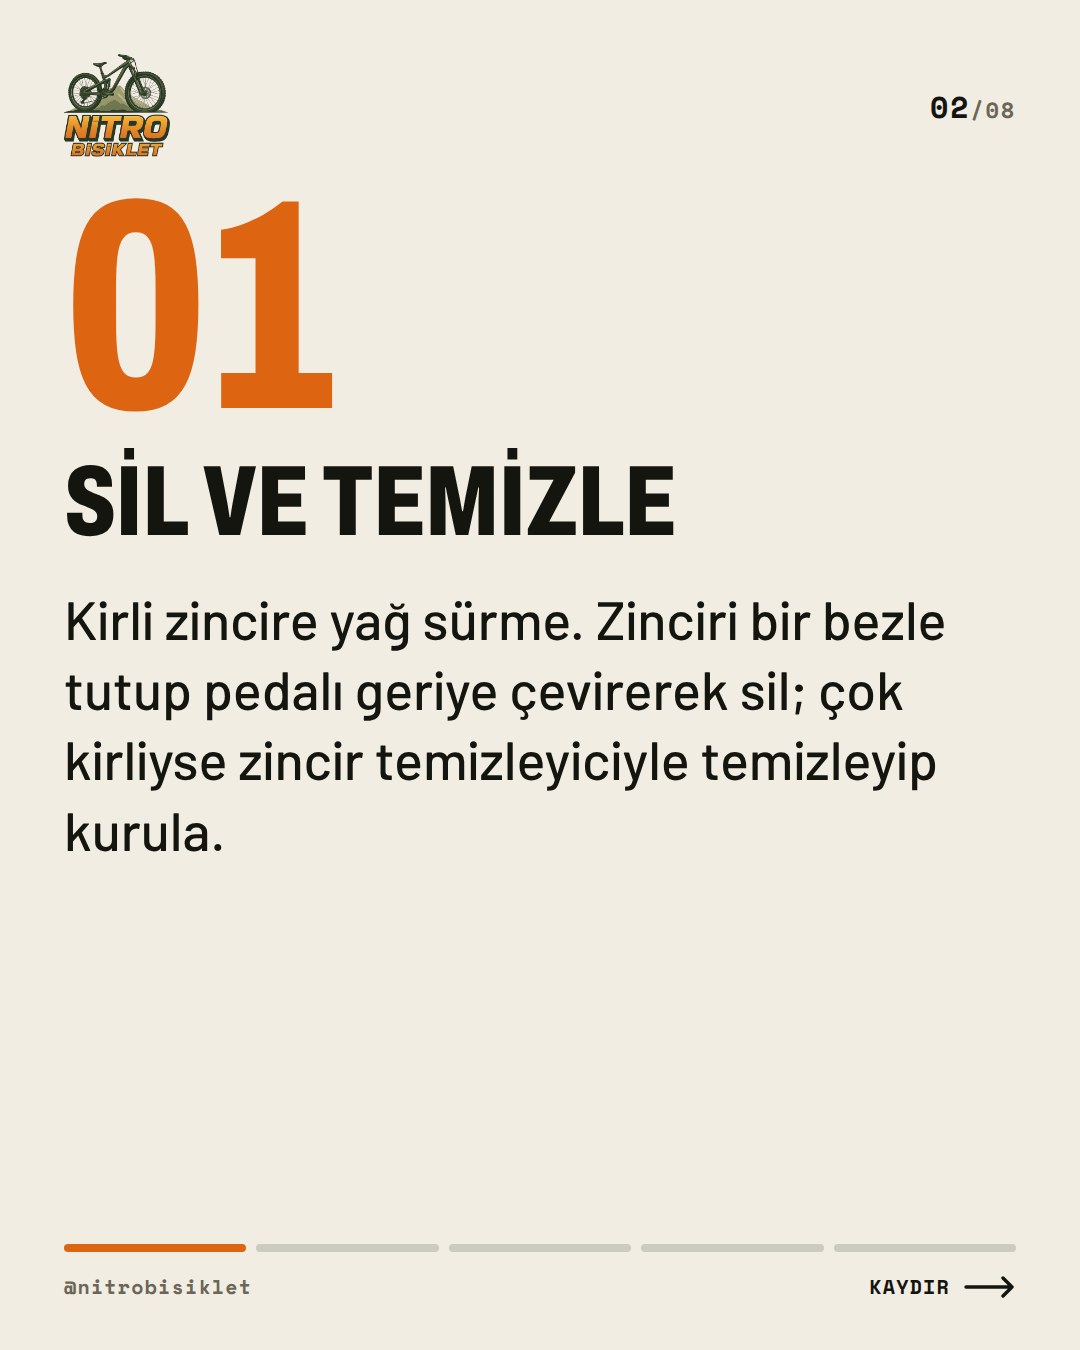 NiTRO
BISIKLET
02/08
01
SİL VE TEMİZLE
Kirli zincire yağ sürme. Zinciri bir bezle
tutup pedalı geriye çevirerek sil; çok
kirliyse zincir temizleyiciyle temizleyip
kurula.
@nitrobisiklet
KAYDIR